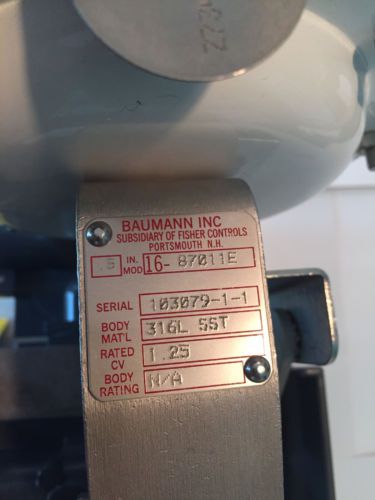 BAUMANN INC
SUBSIDIARY OF FISHER CONTROLS
PORTSMOUTH N.H.
.5 IN. MOD 16- 87011E
SERIAL 103079-1-1
BODY MAT'L 316L SST
RATED CV 1.25
BODY RATING N/A